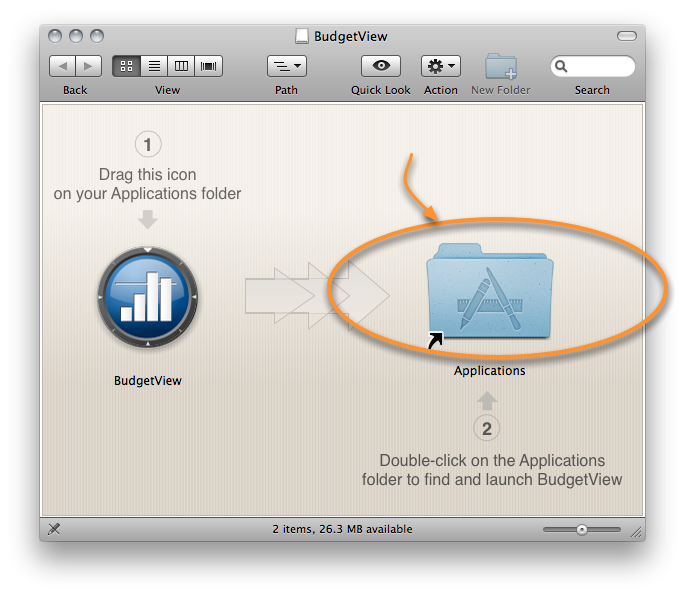 BudgetView
Back
View
Path
Quick Look
Action
New Folder
Search
1
Drag this icon
on your Applications folder
BudgetView
Applications
2
Double-click on the Applications
folder to find and launch BudgetView
2 items, 26.3 MB available